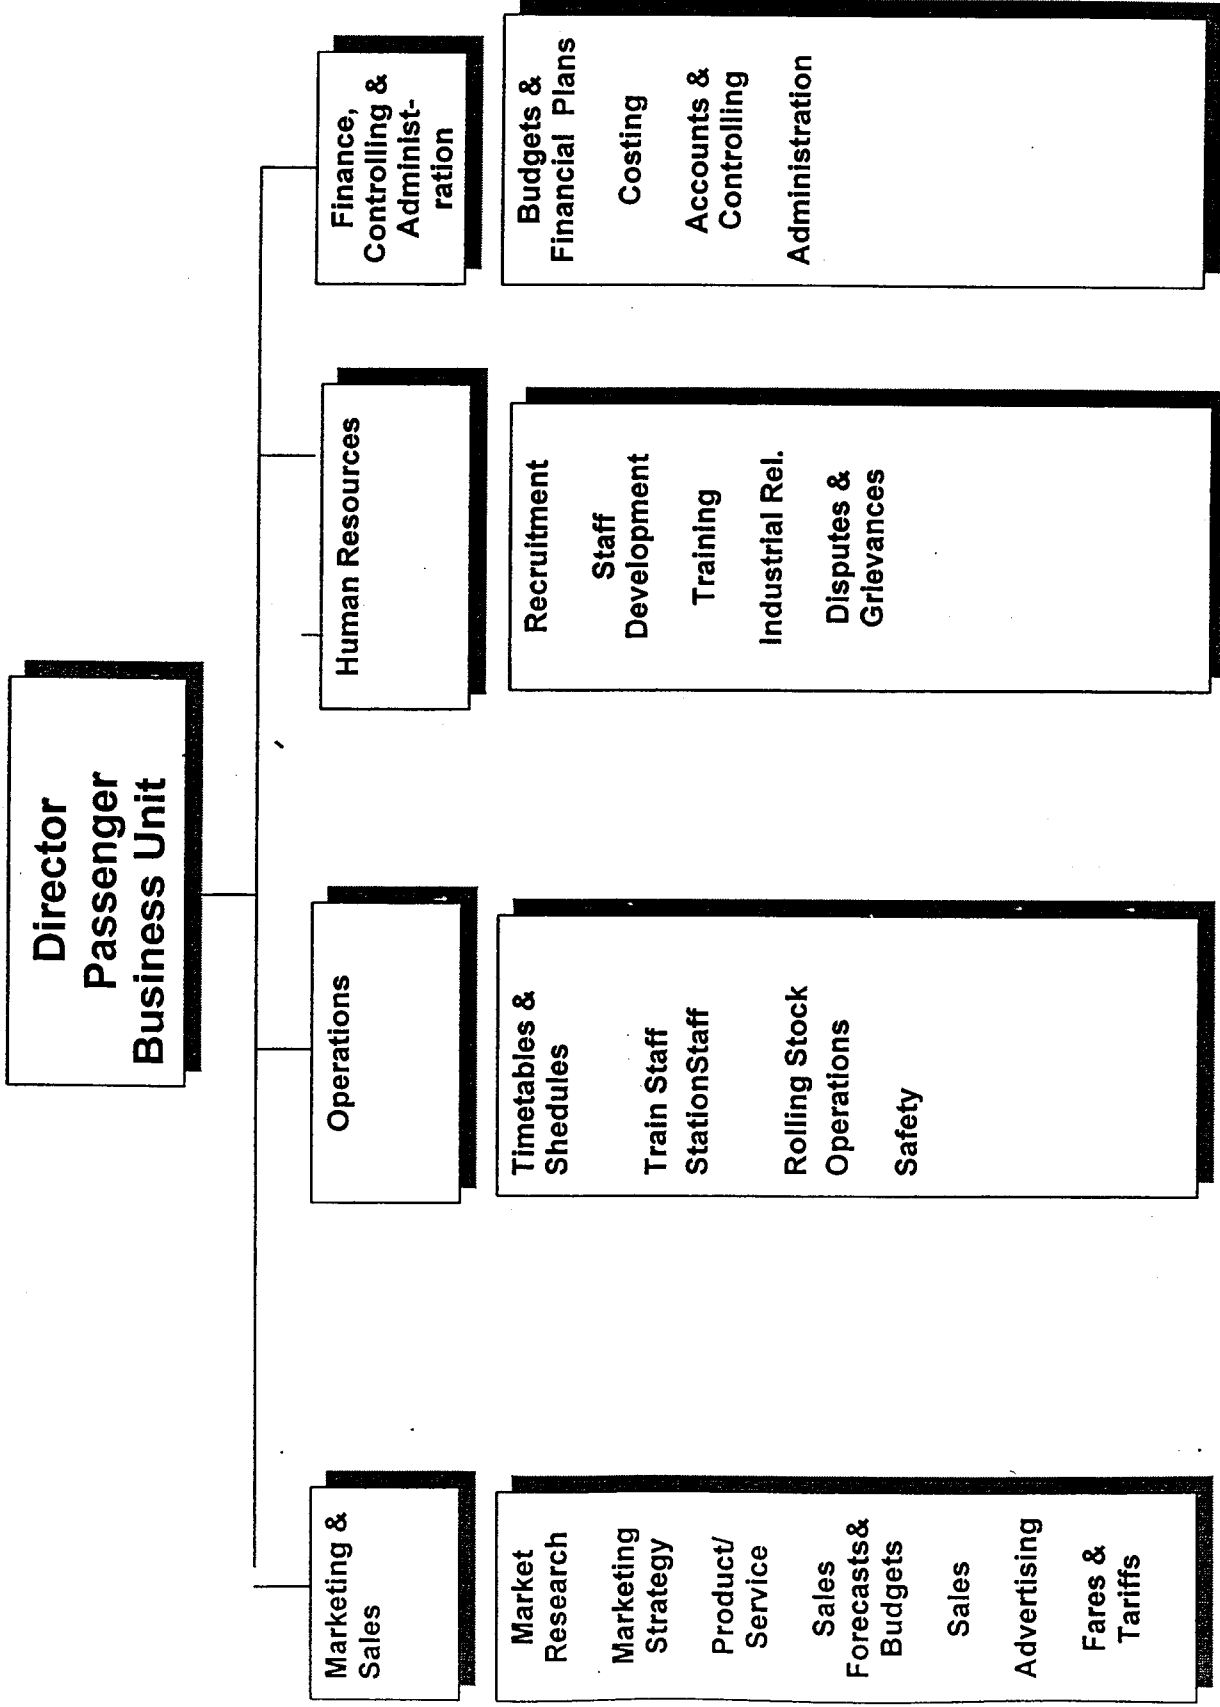 Director
Passenger
Business Unit
Marketing &
Sales
Operations
Human Resources
Finance,
Controlling &
Administ-
ration
Market
Research
Marketing
Strategy
Product/
Service
Sales
Forecasts&
Budgets
Sales
Advertising
Fares &
Tariffs
Timetables &
Shedules
Train Staff
StationStaff
Rolling Stock
Operations
Safety
Recruitment
Staff
Development
Training
Industrial Rel.
Disputes &
Grievances
Budgets &
Financial Plans
Costing
Accounts &
Controlling
Administration